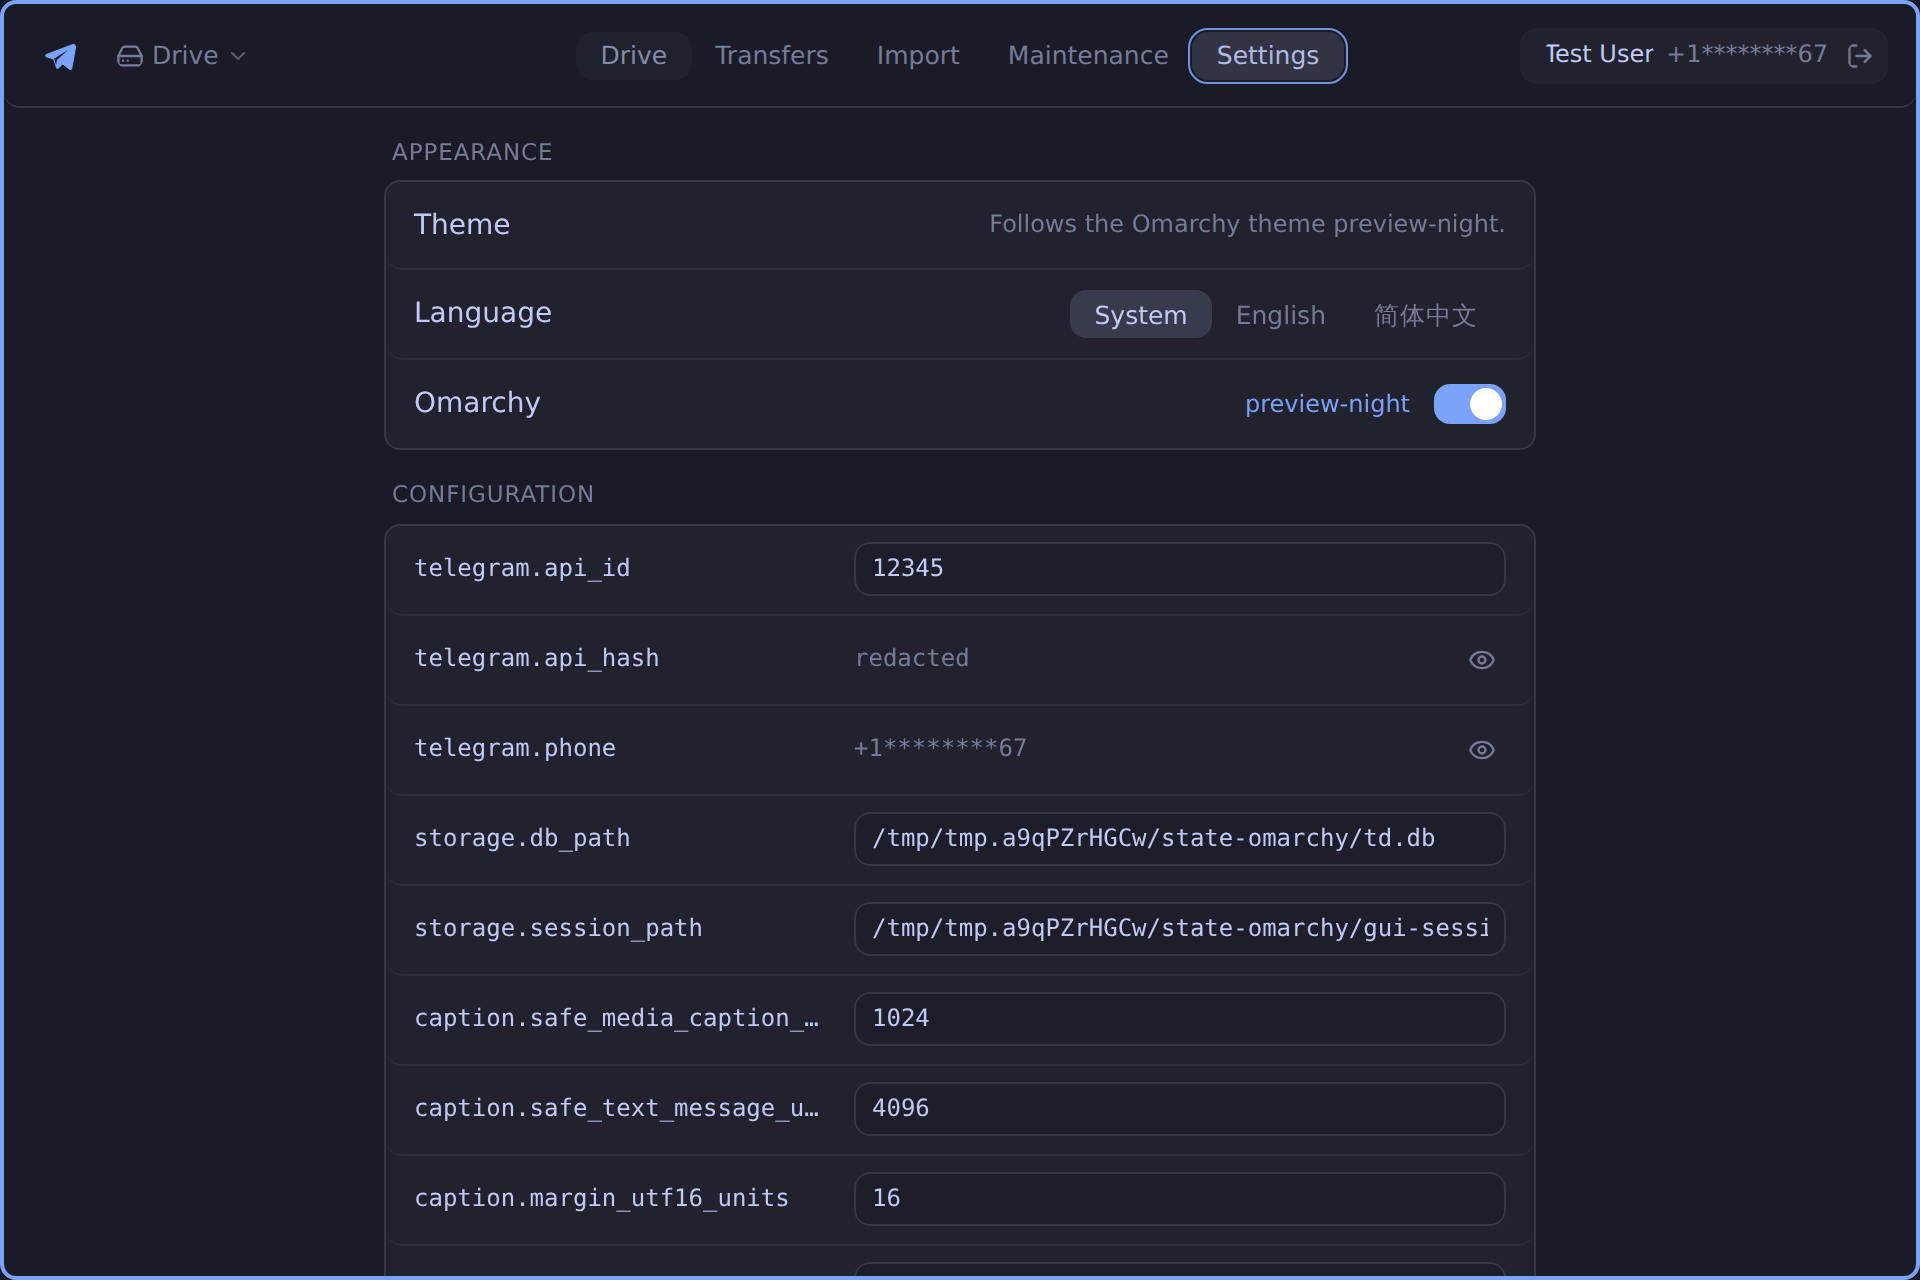 Drive Drive Transfers Import Maintenance Settings Test User +1********67
APPEARANCE
Theme Follows the Omarchy theme preview-night.
Language System English 简体中文
Omarchy preview-night
CONFIGURATION
telegram.api_id 12345
telegram.api_hash redacted
telegram.phone +1********67
storage.db_path /tmp/tmp.a9qPZrHGCw/state-omarchy/td.db
storage.session_path /tmp/tmp.a9qPZrHGCw/state-omarchy/gui-sessi
caption.safe_media_caption_… 1024
caption.safe_text_message_u… 4096
caption.margin_utf16_units 16